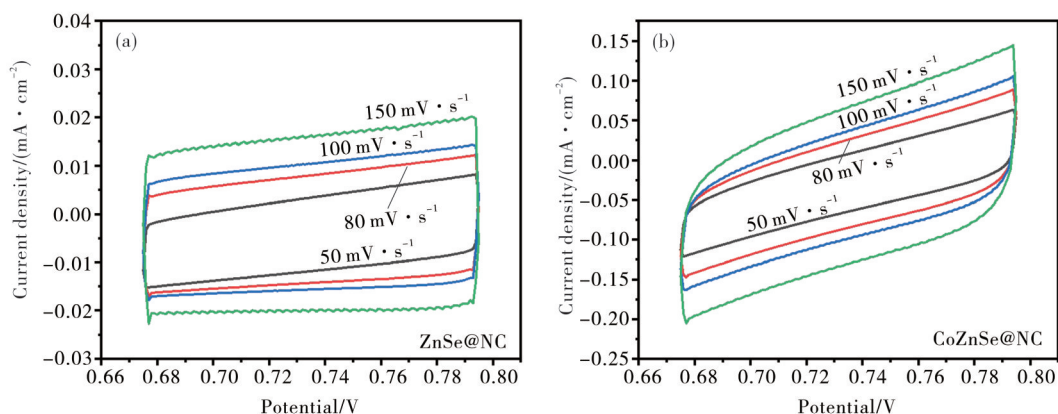 (a)
0.04
0.03
0.02
0.01
0.00
−0.01
−0.02
−0.03
Current density/(mA · cm⁻²)
150 mV · s⁻¹
100 mV · s⁻¹
80 mV · s⁻¹
50 mV · s⁻¹
ZnSe@NC
0.66 0.68 0.70 0.72 0.74 0.76 0.78 0.80
Potential/V
(b)
0.15
0.10
0.05
0.00
−0.05
−0.10
−0.15
−0.20
−0.25
Current density/(mA · cm⁻²)
150 mV · s⁻¹
100 mV · s⁻¹
80 mV · s⁻¹
50 mV · s⁻¹
CoZnSe@NC
0.66 0.68 0.70 0.72 0.74 0.76 0.78 0.80
Potential/V